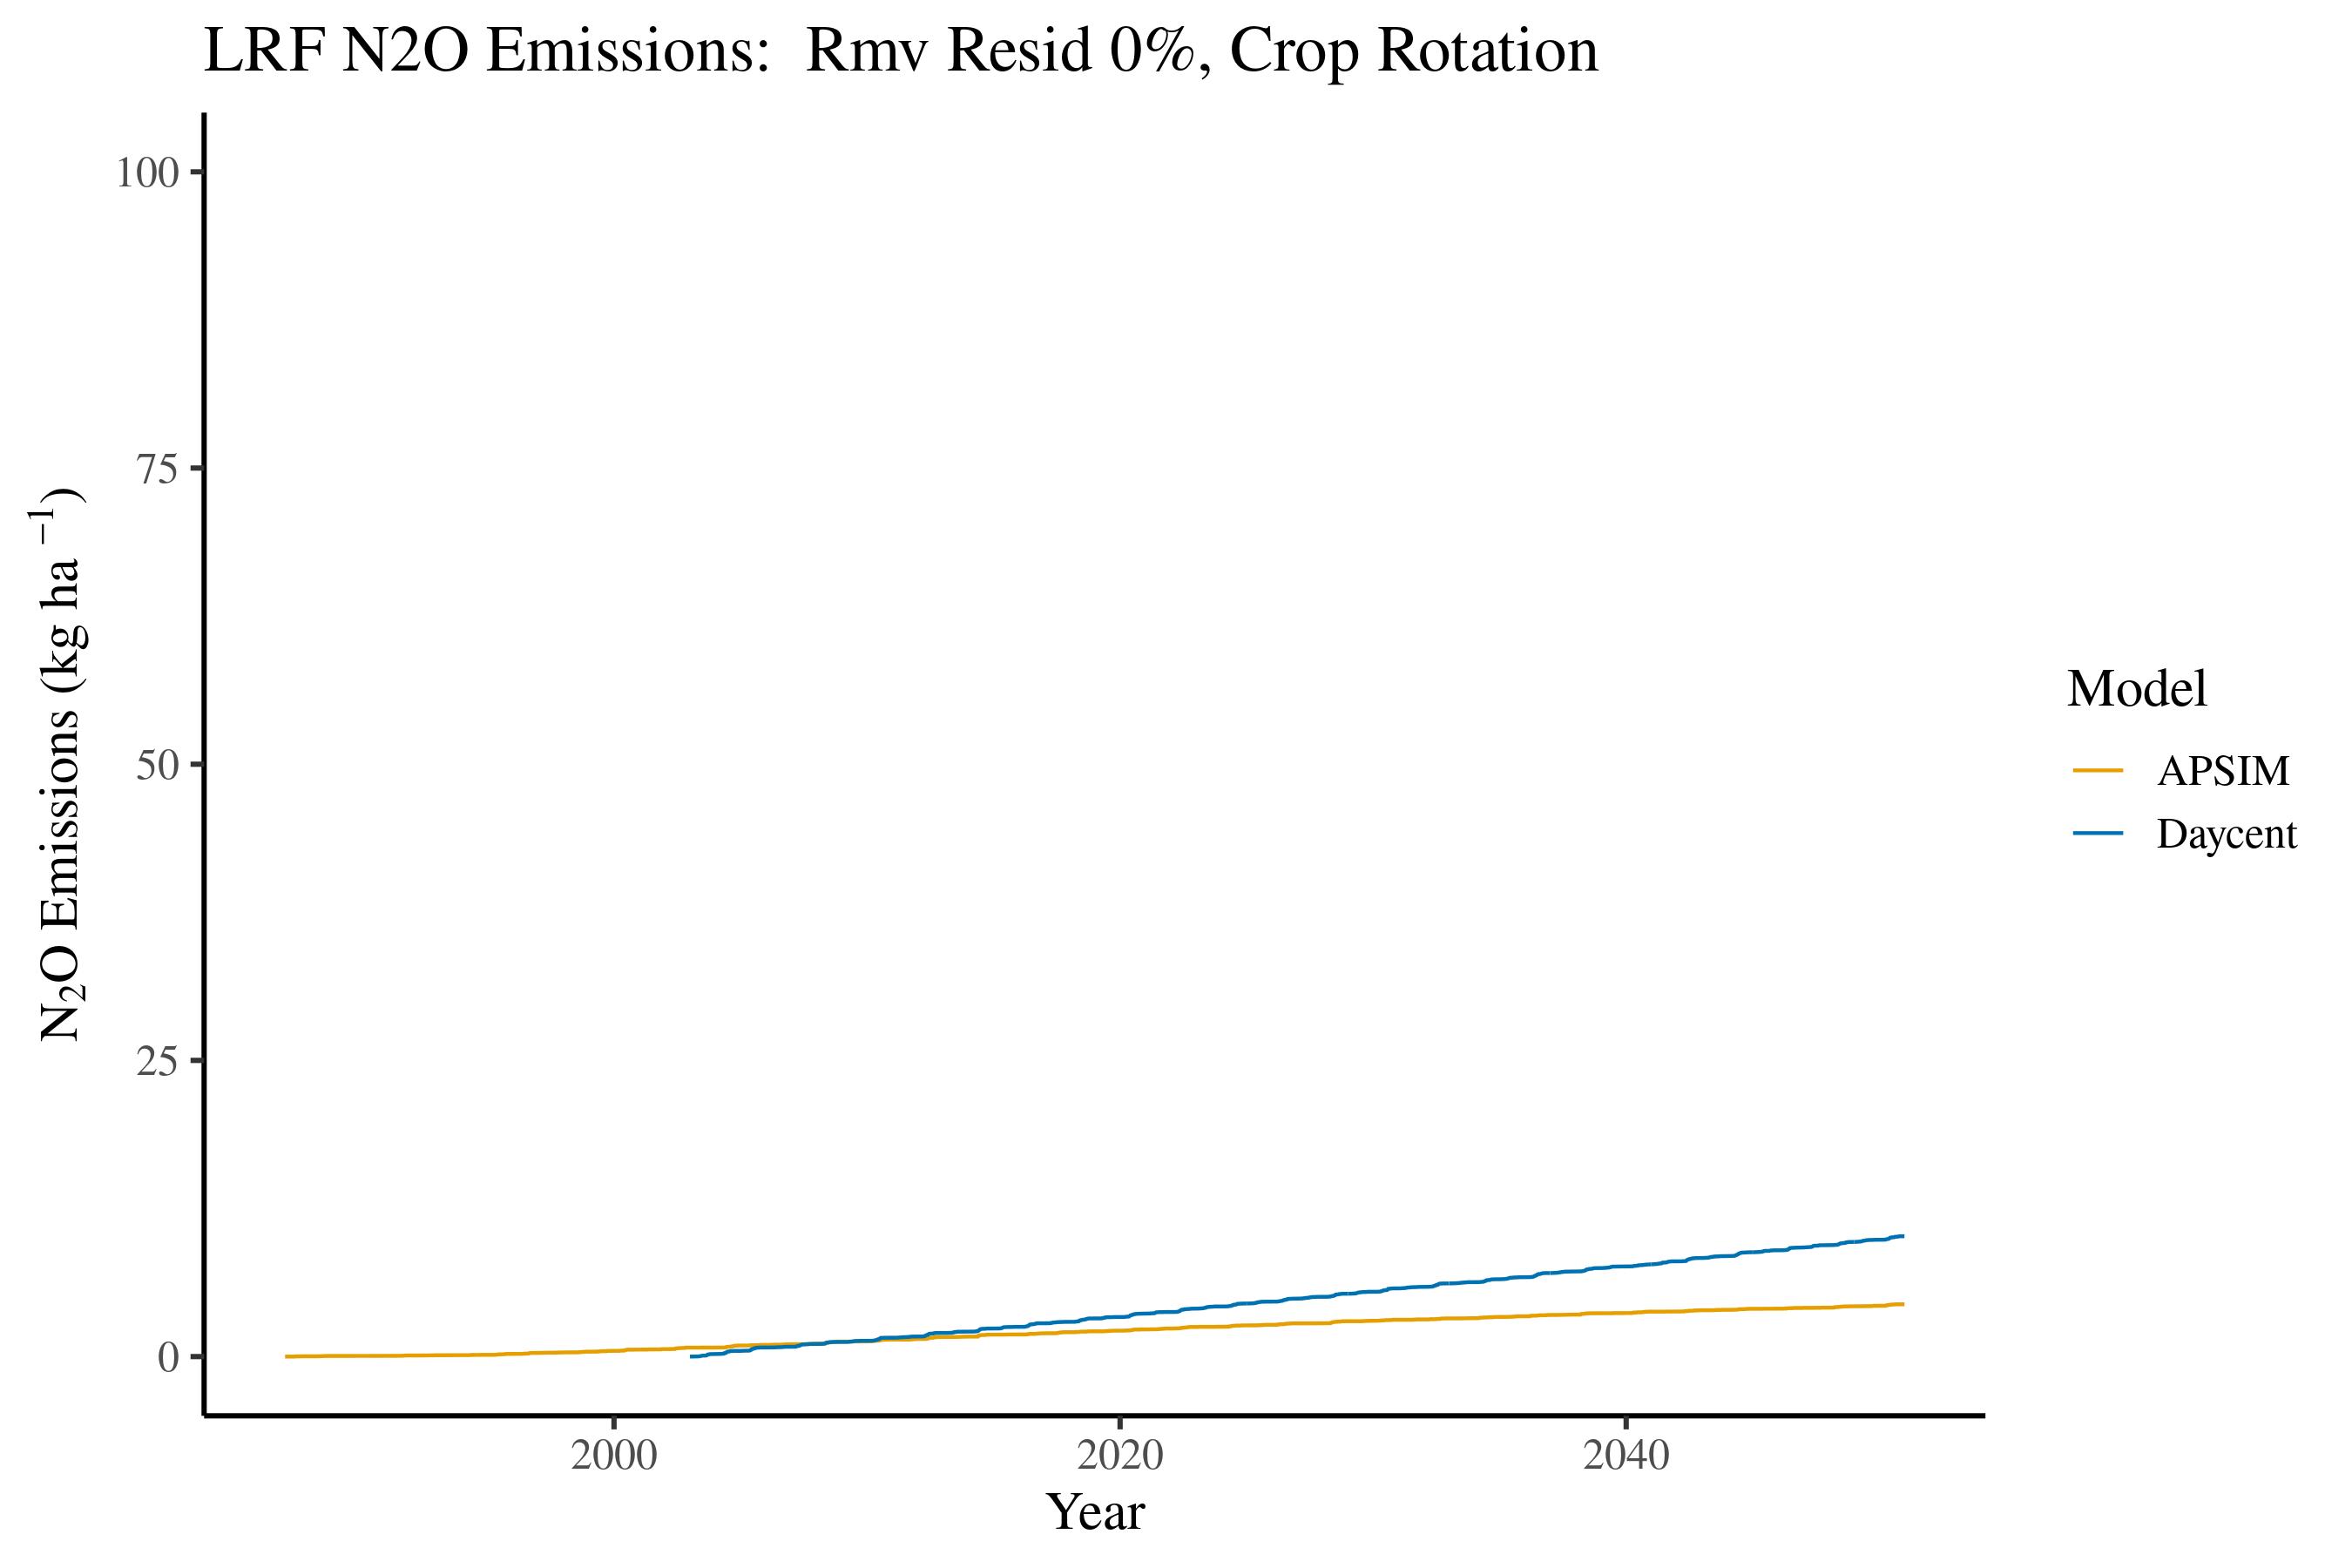 LRF N2O Emissions:  Rmv Resid 0%, Crop Rotation
N₂O Emissions (kg ha ⁻¹)
100
75
50
25
0
2000 2020 2040
Year
Model
APSIM
Daycent